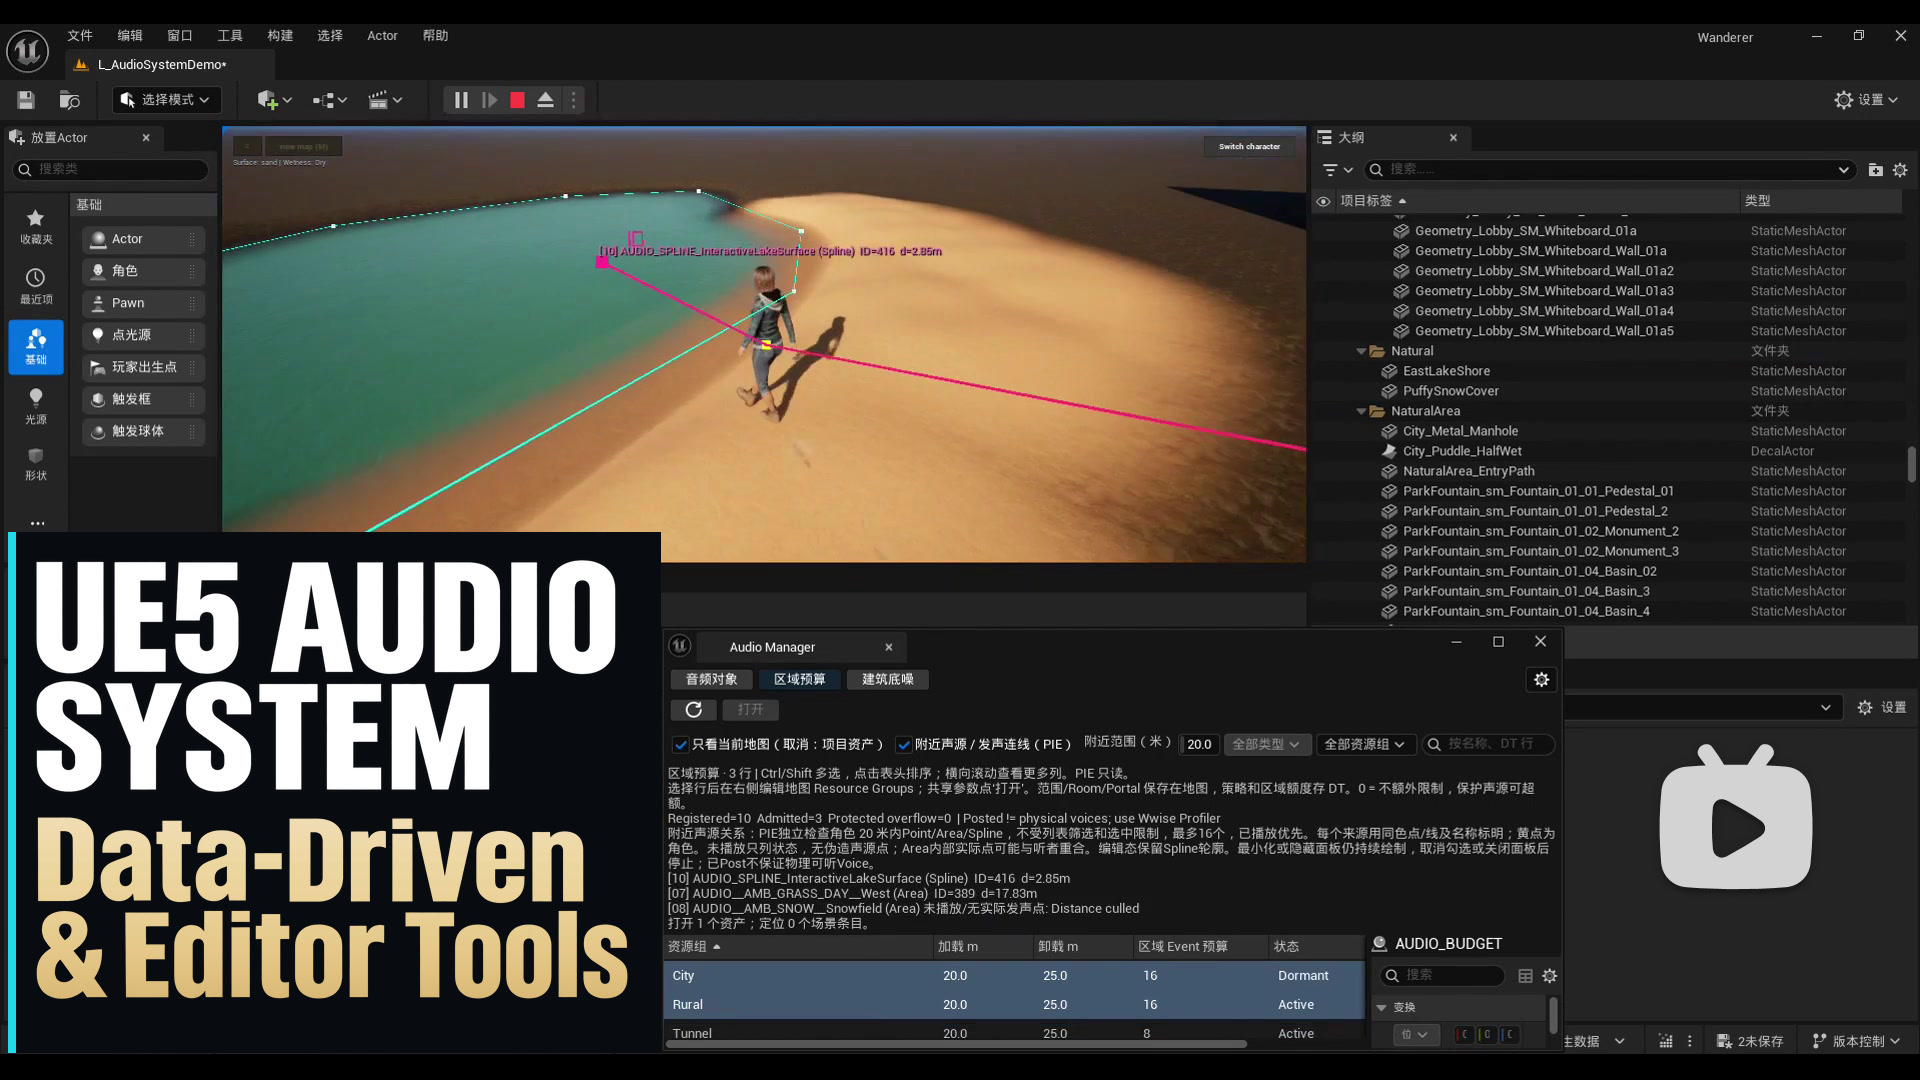 文件 编辑 窗口 工具 构建 选择 Actor 帮助
Wanderer
L_AudioSystemDemo*
选择模式
设置
放置Actor
搜索类
基础
收藏夹
最近项
基础
光源
形状
Actor
角色
Pawn
点光源
玩家出生点
触发框
触发球体
view map (M)
Surface: sand | Wetness: Dry
Switch character
[10] AUDIO_SPLINE_InteractiveLakeSurface (Spline) ID=416 d=2.85m
大纲
搜索……
项目标签 类型
Geometry_Lobby_SM_Whiteboard_01a StaticMeshActor
Geometry_Lobby_SM_Whiteboard_Wall_01a StaticMeshActor
Geometry_Lobby_SM_Whiteboard_Wall_01a2 StaticMeshActor
Geometry_Lobby_SM_Whiteboard_Wall_01a3 StaticMeshActor
Geometry_Lobby_SM_Whiteboard_Wall_01a4 StaticMeshActor
Geometry_Lobby_SM_Whiteboard_Wall_01a5 StaticMeshActor
Natural 文件夹
EastLakeShore StaticMeshActor
PuffySnowCover StaticMeshActor
NaturalArea 文件夹
City_Metal_Manhole StaticMeshActor
City_Puddle_HalfWet DecalActor
NaturalArea_EntryPath StaticMeshActor
ParkFountain_sm_Fountain_01_01_Pedestal_01 StaticMeshActor
ParkFountain_sm_Fountain_01_01_Pedestal_2 StaticMeshActor
ParkFountain_sm_Fountain_01_02_Monument_2 StaticMeshActor
ParkFountain_sm_Fountain_01_02_Monument_3 StaticMeshActor
ParkFountain_sm_Fountain_01_04_Basin_02 StaticMeshActor
ParkFountain_sm_Fountain_01_04_Basin_3 StaticMeshActor
ParkFountain_sm_Fountain_01_04_Basin_4 StaticMeshActor
UE5 AUDIO
SYSTEM
Data-Driven
& Editor Tools
Audio Manager
音频对象 区域预算 建筑底噪
打开
只看当前地图（取消：项目资产） 附近声源 / 发声连线（PIE） 附近范围（米） 20.0 全部类型 全部资源组 按名称、DT 行
区域预算 · 3 行 | Ctrl/Shift 多选，点击表头排序；横向滚动查看更多列。PIE 只读。
选择行后在右侧编辑地图 Resource Groups；共享参数点'打开'。范围/Room/Portal 保存在地图，策略和区域额度存 DT。0 = 不额外限制，保护声源可超
额。
Registered=10 Admitted=3 Protected overflow=0 | Posted != physical voices; use Wwise Profiler
附近声源关系：PIE独立检查角色 20 米内Point/Area/Spline，不受列表筛选和选中限制，最多16个，已播放优先。每个来源用同色点/线及名称标明；黄点为
角色。未播放只列状态，无伪造声源点；Area内部实际点可能与听者重合。编辑态保留Spline轮廓。最小化或隐藏面板仍持续绘制，取消勾选或关闭面板后
停止；已Post不保证物理可听Voice。
[10] AUDIO_SPLINE_InteractiveLakeSurface (Spline) ID=416 d=2.85m
[07] AUDIO__AMB_GRASS_DAY__West (Area) ID=389 d=17.83m
[08] AUDIO__AMB_SNOW__Snowfield (Area) 未播放/无实际发声点: Distance culled
打开 1 个资产；定位 0 个场景条目。
资源组 加载 m 卸载 m 区域 Event 预算 状态
City 20.0 25.0 16 Dormant
Rural 20.0 25.0 16 Active
Tunnel 20.0 25.0 8 Active
AUDIO_BUDGET
搜索
变换
位
设置
2未保存
版本控制